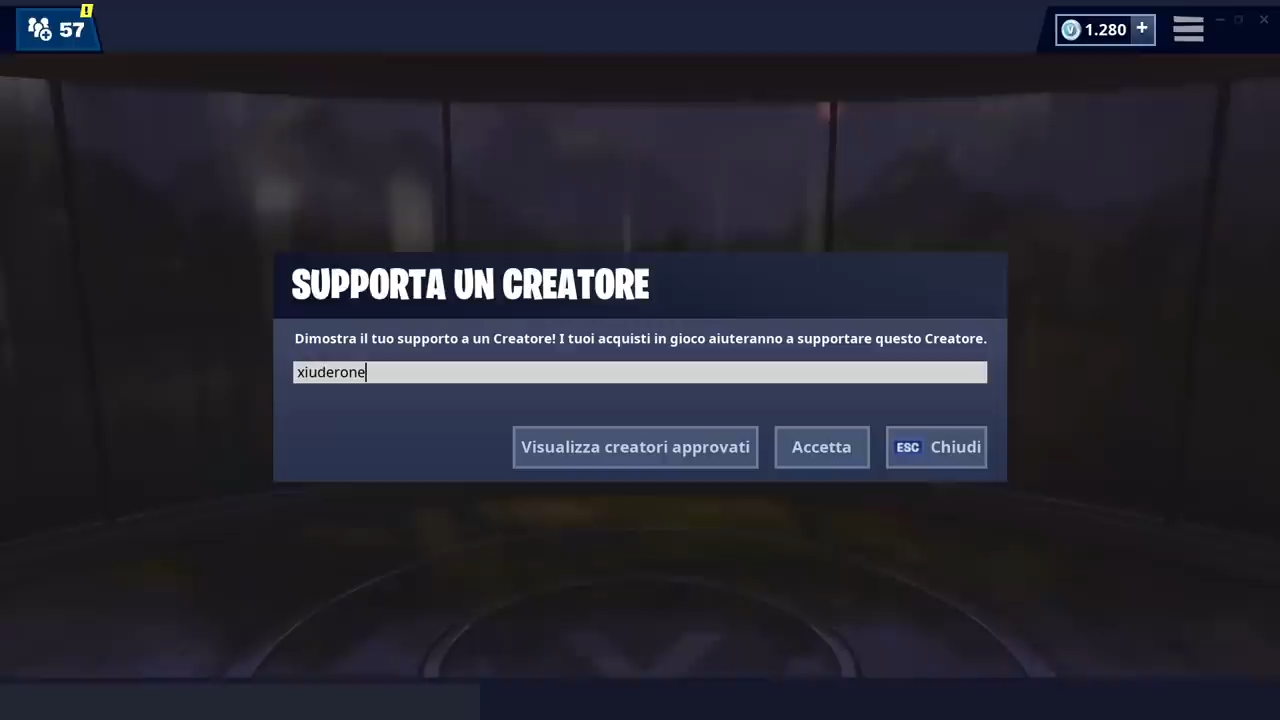 57
!
1.280 +
SUPPORTA UN CREATORE
Dimostra il tuo supporto a un Creatore! I tuoi acquisti in gioco aiuteranno a supportare questo Creatore.
xiuderone
Visualizza creatori approvati
Accetta
ESC Chiudi